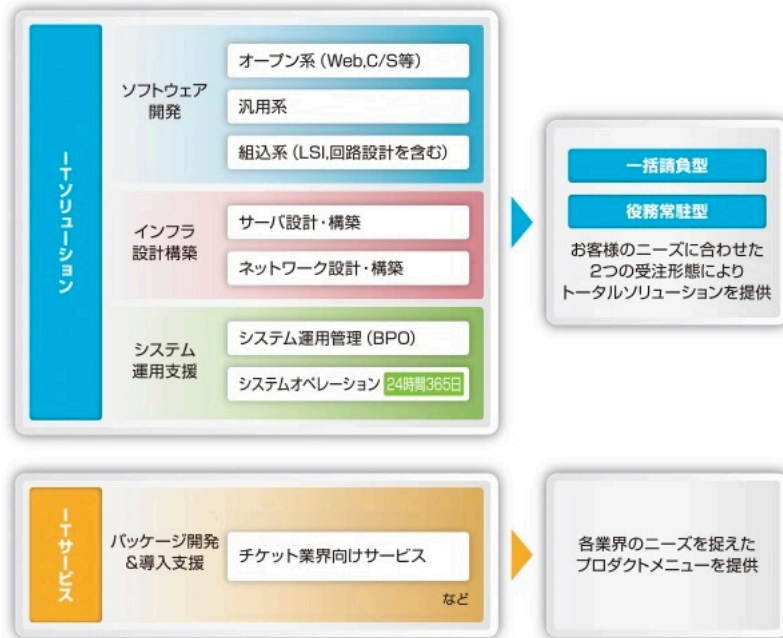 ITソリューション
ソフトウェア
開発
オープン系（Web,C/S等）
汎用系
組込系（LSI,回路設計を含む）
インフラ
設計構築
サーバ設計・構築
ネットワーク設計・構築
システム
運用支援
システム運用管理（BPO）
システムオペレーション 24時間365日
一括請負型
役務常駐型
お客様のニーズに合わせた
2つの受注形態により
トータルソリューションを提供
ITサービス
パッケージ開発
&導入支援
チケット業界向けサービス
など
各業界のニーズを捉えた
プロダクトメニューを提供